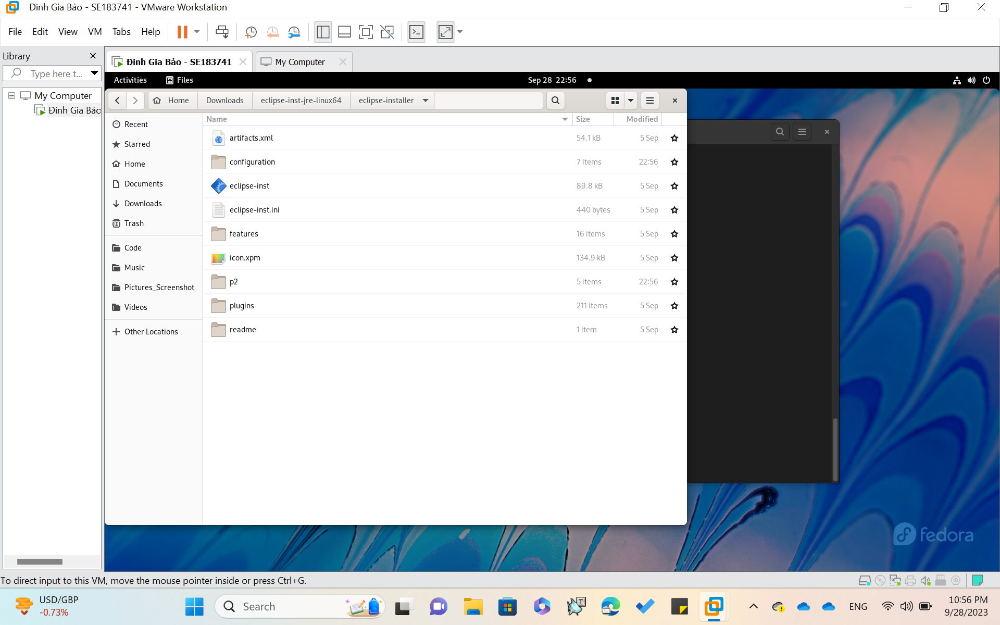 Đinh Gia Bảo - SE183741 - VMware Workstation
File Edit View VM Tabs Help
Library
Type here t...
My Computer
Đinh Gia Bảo
Đinh Gia Bảo - SE183741
My Computer
Activities Files Sep 28 22:56
Home Downloads eclipse-inst-jre-linux64 eclipse-installer
Recent
Starred
Home
Documents
Downloads
Trash
Code
Music
Pictures_Screenshot
Videos
Other Locations
Name Size Modified
artifacts.xml 54.1 kB 5 Sep
configuration 7 items 22:56
eclipse-inst 89.8 kB 5 Sep
eclipse-inst.ini 440 bytes 5 Sep
features 16 items 5 Sep
icon.xpm 134.9 kB 5 Sep
p2 5 items 22:56
plugins 211 items 5 Sep
readme 1 item 5 Sep
fedora
To direct input to this VM, move the mouse pointer inside or press Ctrl+G.
USD/GBP
-0.73%
Search
T
ENG
10:56 PM
9/28/2023